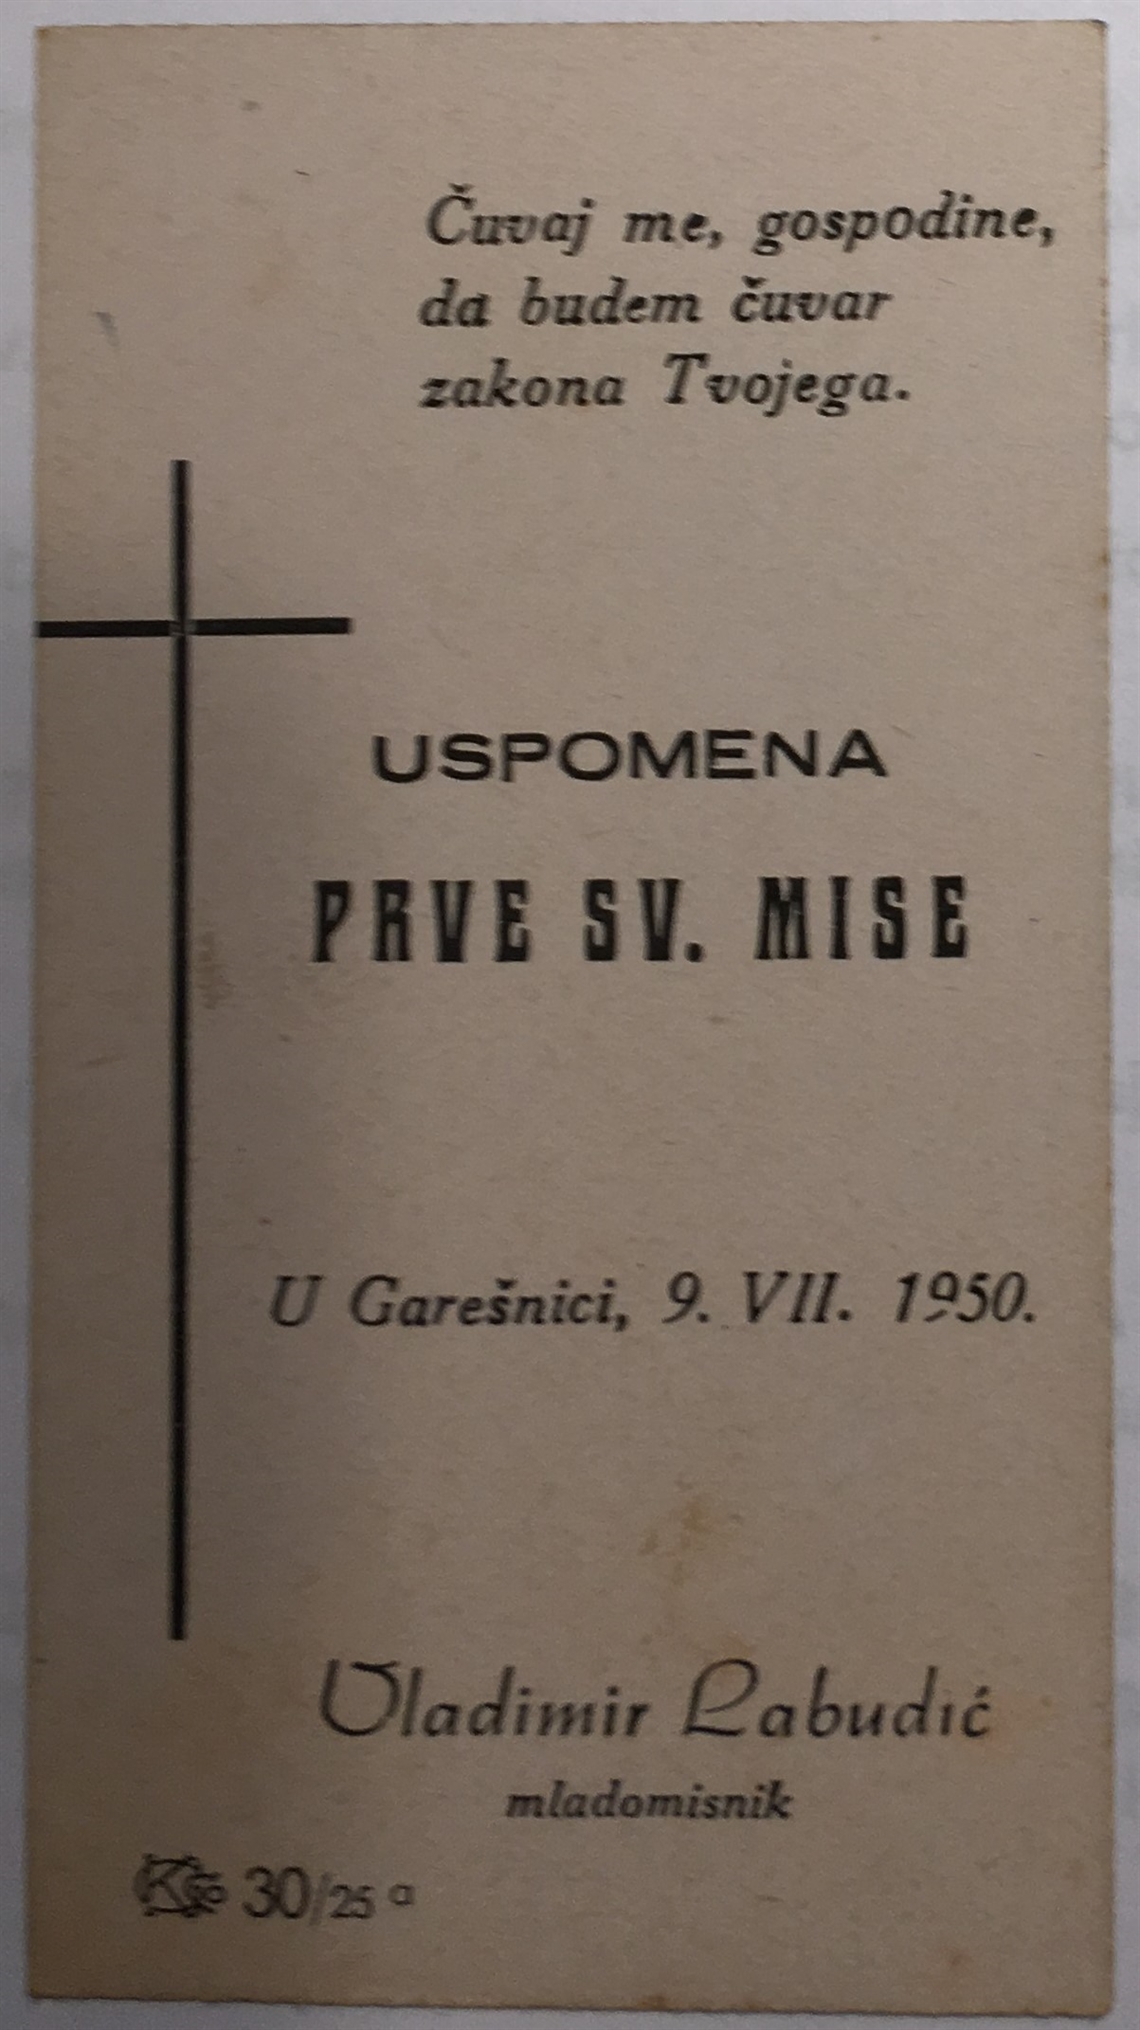 Čuvaj me, gospodine,
da budem čuvar
zakona Tvojega.
USPOMENA
PRVE SV. MISE
U Garešnici, 9. VII. 1950.
Vladimir Labudić
mladomisnik
30/25 a